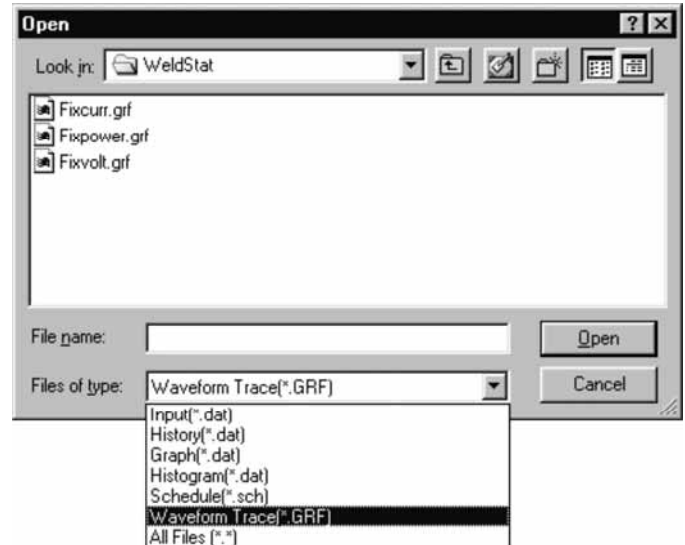 Open
Look in: WeldStat
Fixcurr.grf
Fixpower.grf
Fixvolt.grf
File name:
Open
Files of type: Waveform Trace(*.GRF)
Cancel
Input(*.dat)
History(*.dat)
Graph(*.dat)
Histogram(*.dat)
Schedule(*.sch)
Waveform Trace(*.GRF)
All Files (*.*)